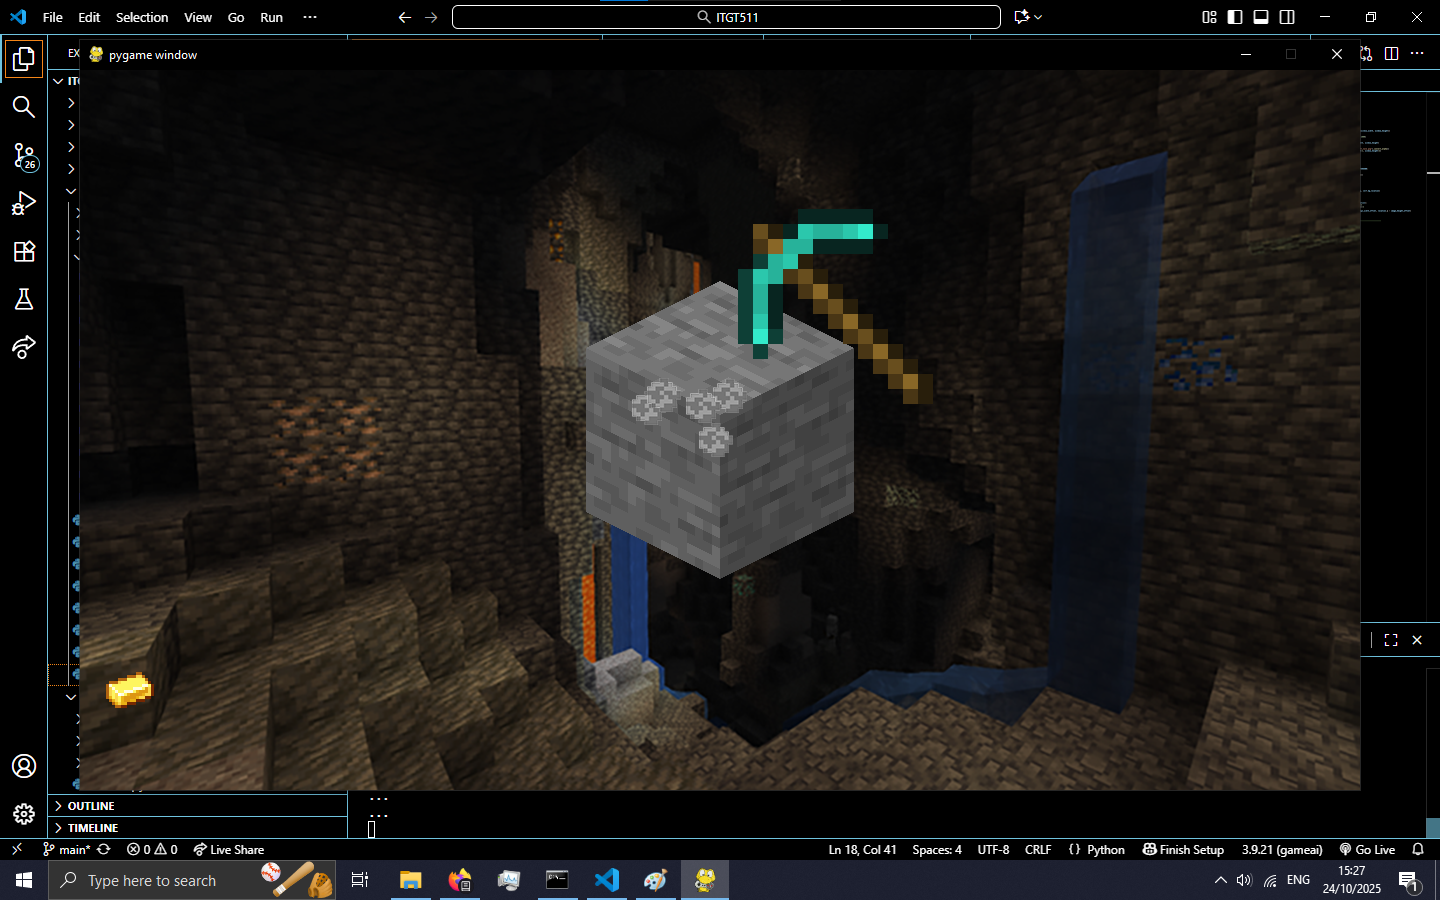 File Edit Selection View Go Run ···
ITGT511
EX
pygame window
ITG
26
OUTLINE
TIMELINE
...
...
main* 0 0 Live Share
Ln 18, Col 41 Spaces: 4 UTF-8 CRLF {} Python Finish Setup 3.9.21 (gameai) Go Live
Type here to search
ENG
15:27
24/10/2025
1